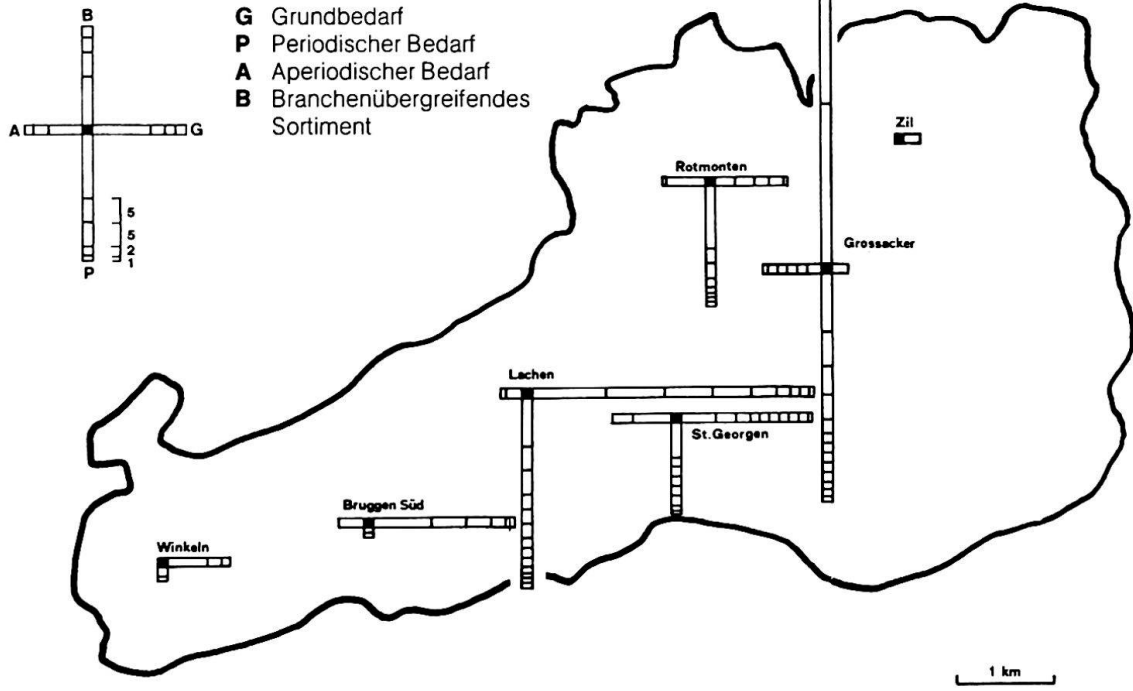 B
A
G
5
5
2
1
P
G Grundbedarf
P Periodischer Bedarf
A Aperiodischer Bedarf
B Branchenübergreifendes
Sortiment
Zil
Rotmonten
Grossacker
Lachen
St.Georgen
Bruggen Süd
Winkeln
1 km